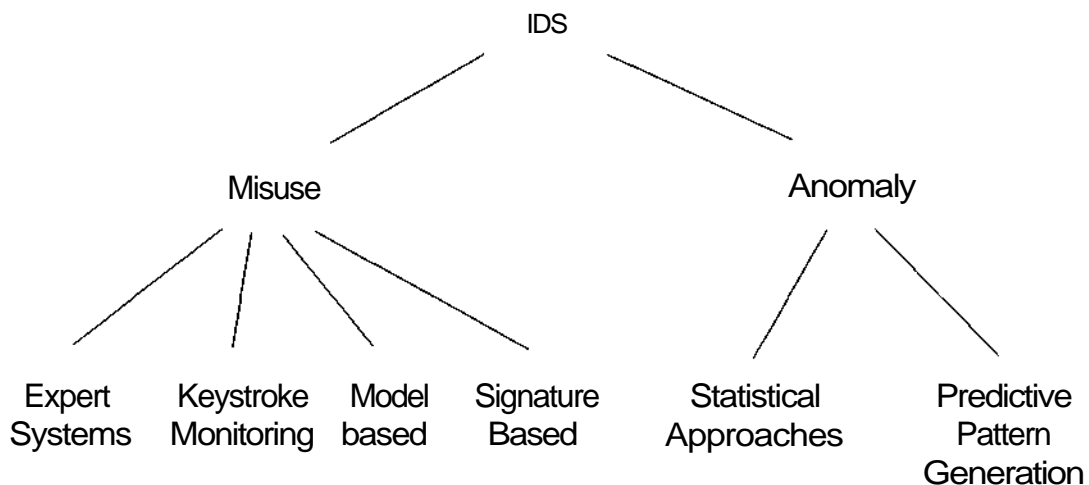 IDS
Misuse
Anomaly
Expert
Systems
Keystroke
Monitoring
Model
based
Signature
Based
Statistical
Approaches
Predictive
Pattern
Generation